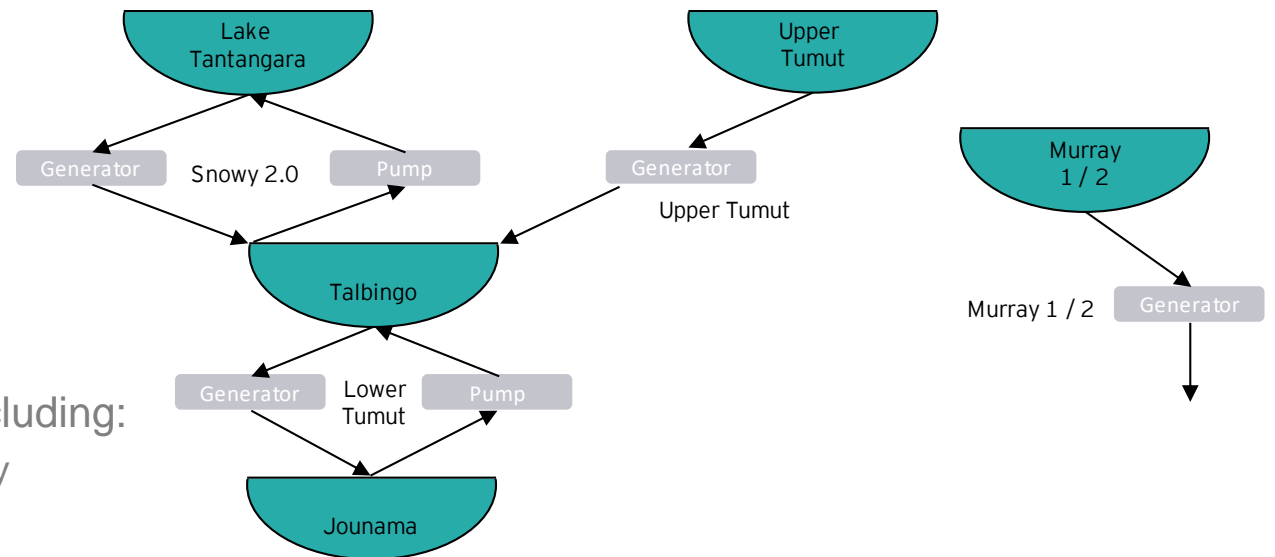 Lake
Tantangara
Upper
Tumut
Murray
1 / 2
Generator
Snowy 2.0
Pump
Generator
Upper Tumut
Talbingo
Murray 1 / 2
Generator
Generator
Lower
Tumut
Pump
cluding:
Jounama